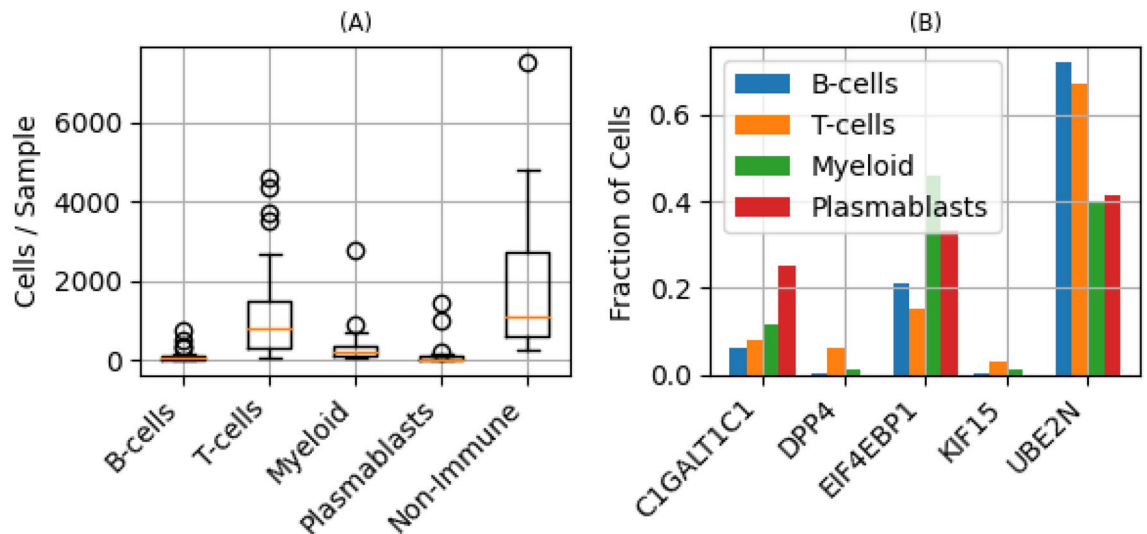 (A)
Cells / Sample
6000
4000
2000
0
B-cells
T-cells
Myeloid
Plasmablasts
Non-Immune
(B)
Fraction of Cells
0.6
0.4
0.2
0.0
B-cells
T-cells
Myeloid
Plasmablasts
C1GALT1C1
DPP4
EIF4EBP1
KIF15
UBE2N